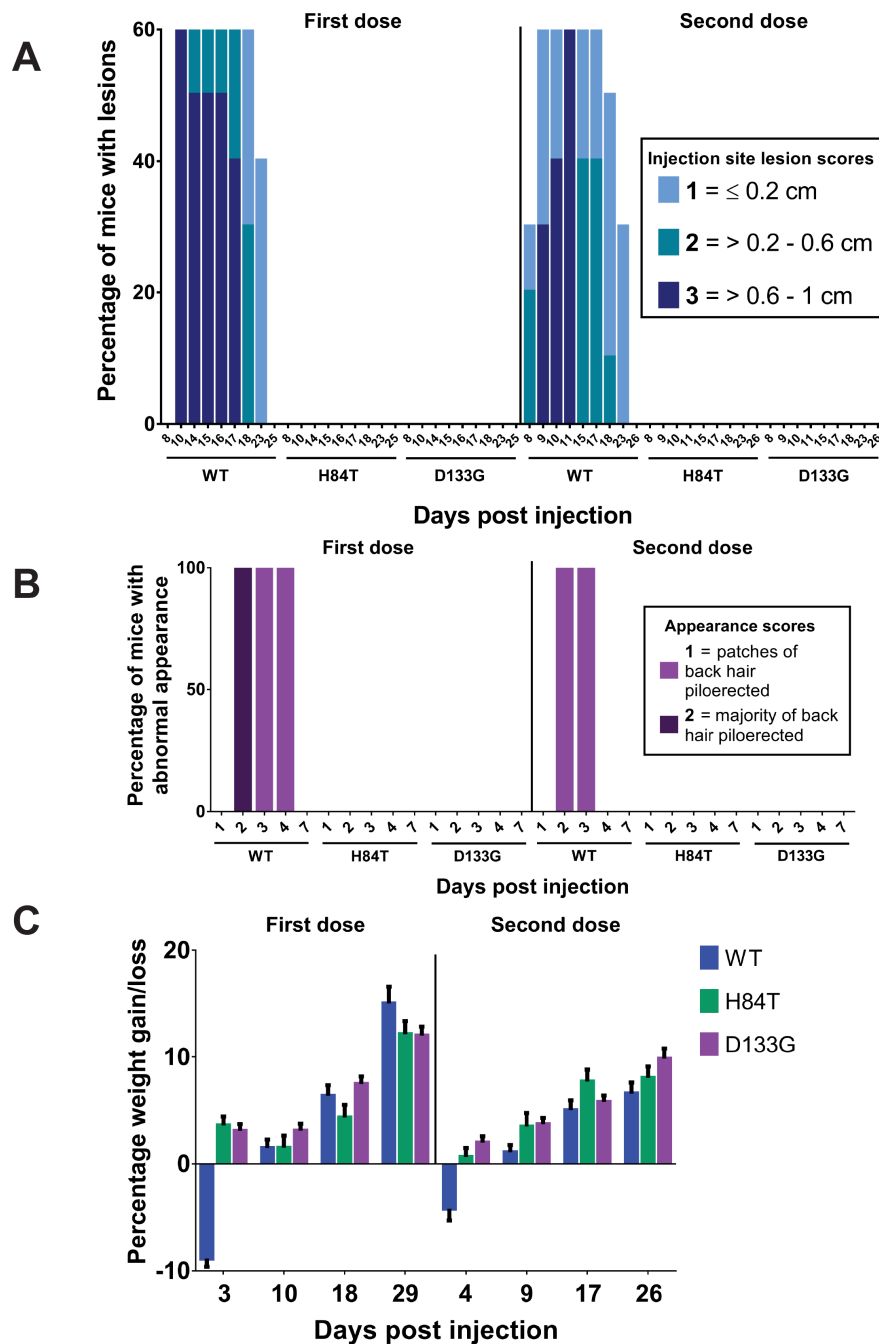 A
First dose
Second dose
Percentage of mice with lesions
60
40
20
0
Injection site lesion scores
1 = ≤ 0.2 cm
2 = > 0.2 - 0.6 cm
3 = > 0.6 - 1 cm
8 10 14 15 16 17 18 23 25 8 10 14 15 16 17 18 23 25 8 10 14 15 16 17 18 23 25 8 9 10 11 15 17 18 23 26 8 9 10 11 15 17 18 23 26 8 9 10 11 15 17 18 23 26
WT H84T D133G WT H84T D133G
Days post injection
B
First dose
Second dose
Percentage of mice with
abnormal appearance
100
50
0
Appearance scores
1 = patches of
back hair
piloerected
2 = majority of back
hair piloerected
1 2 3 4 7 1 2 3 4 7 1 2 3 4 7 1 2 3 4 7 1 2 3 4 7 1 2 3 4 7
WT H84T D133G WT H84T D133G
Days post injection
C
First dose
Second dose
Percentage weight gain/loss
20
10
0
-10
WT
H84T
D133G
3 10 18 29 4 9 17 26
Days post injection